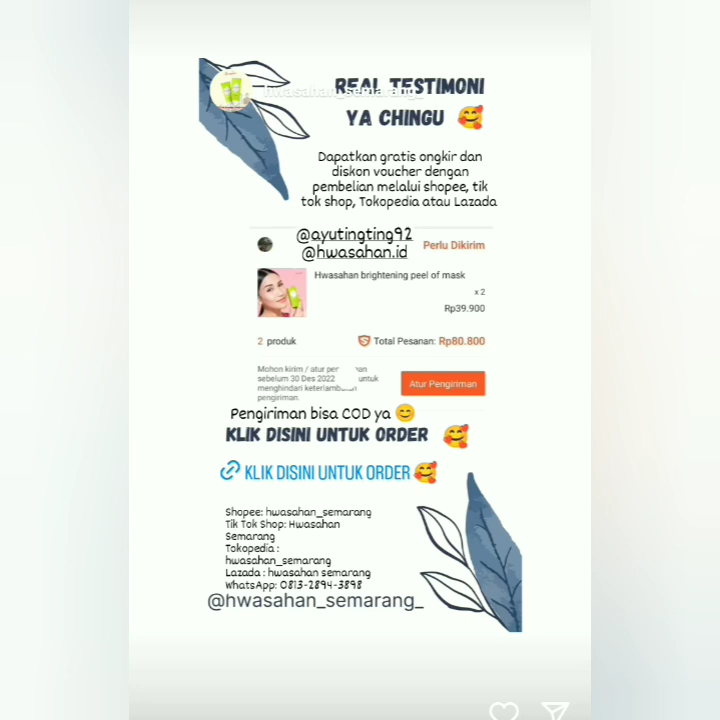 REAL TESTIMONI
hwasahan_semarang_
YA CHINGU 🥰
Dapatkan gratis ongkir dan
diskon voucher dengan
pembelian melalui shopee, tik
tok shop, Tokopedia atau Lazada
@ayutingting92
@hwasahan.id
Perlu Dikirim
Hwasahan brightening peel of mask
x 2
Rp39.900
2 produk
Total Pesanan: Rp80.800
Mohon kirim / atur per
sebelum 30 Des 2022 untuk
menghindari
pengiriman.
Atur Pengiriman
Pengiriman bisa COD ya 😊
KLIK DISINI UNTUK ORDER 🥰
KLIK DISINI UNTUK ORDER 🥰
Shopee: hwasahan_semarang
Tik Tok Shop: Hwasahan
Semarang
Tokopedia :
hwasahan_semarang
Lazada : hwasahan semarang
WhatsApp: 0813-2894-3898
@hwasahan_semarang_